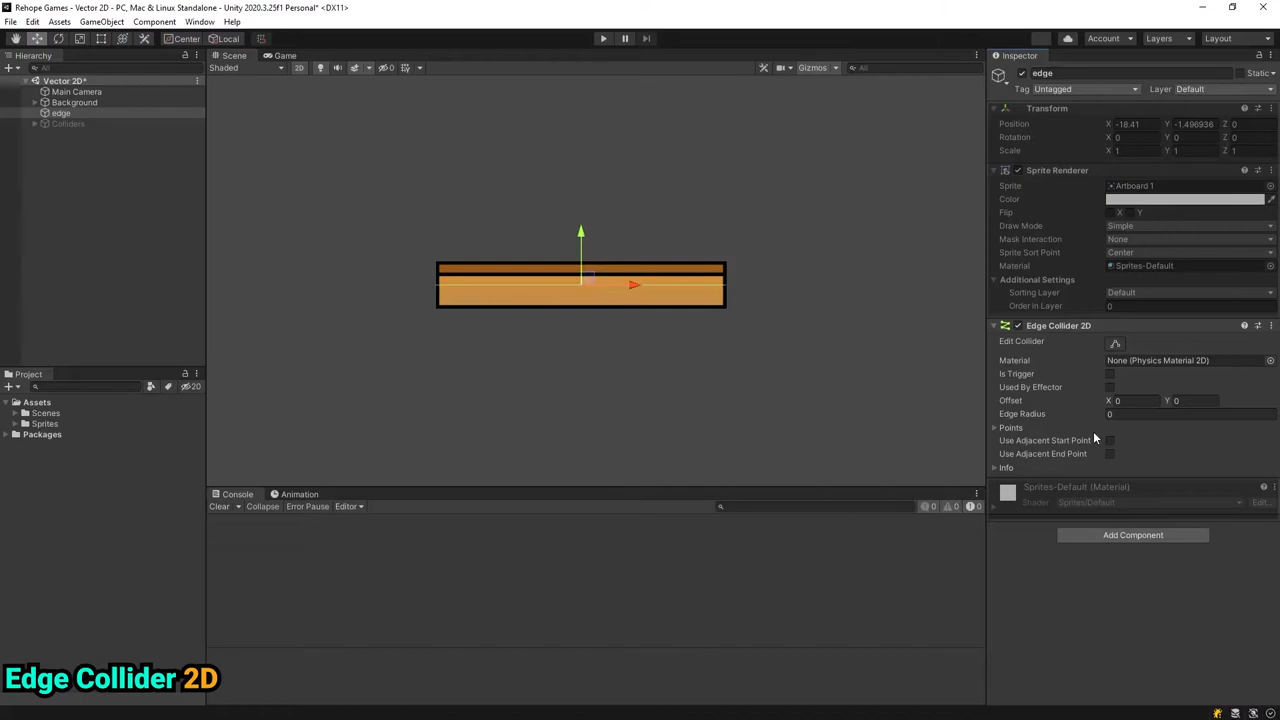 Rehope Games - Vector 2D - PC, Mac & Linux Standalone - Unity 2020.3.25f1 Personal* <DX11>
File Edit Assets GameObject Component Window Help
Center Local Account Layers Layout
Hierarchy
All
Vector 2D*
Main Camera
Background
edge
Colliders
Scene Game
Shaded 2D 0 Gizmos All
Inspector
edge Static
Tag Untagged Layer Default
Transform
Position X -18.41 Y -1.496936 Z 0
Rotation X 0 Y 0 Z 0
Scale X 1 Y 1 Z 1
Sprite Renderer
Sprite Artboard 1
Color
Flip X Y
Draw Mode Simple
Mask Interaction None
Sprite Sort Point Center
Material Sprites-Default
Additional Settings
Sorting Layer Default
Order in Layer 0
Edge Collider 2D
Edit Collider
Material None (Physics Material 2D)
Is Trigger
Used By Effector
Offset X 0 Y 0
Edge Radius 0
Points
Use Adjacent Start Point
Use Adjacent End Point
Info
Sprites-Default (Material)
Shader Sprites/Default Edit...
Add Component
Project
20
Assets
Scenes
Sprites
Packages
Console Animation
Clear Collapse Error Pause Editor 0 0 0
Edge Collider 2D